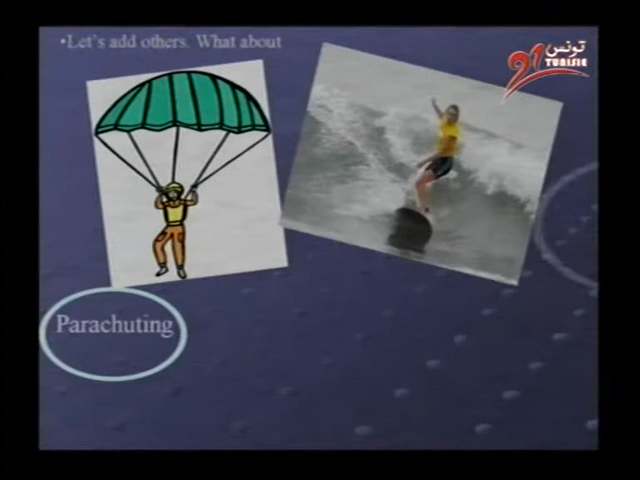 •Let's add others. What about
21 تونس
TUNISIE
Parachuting